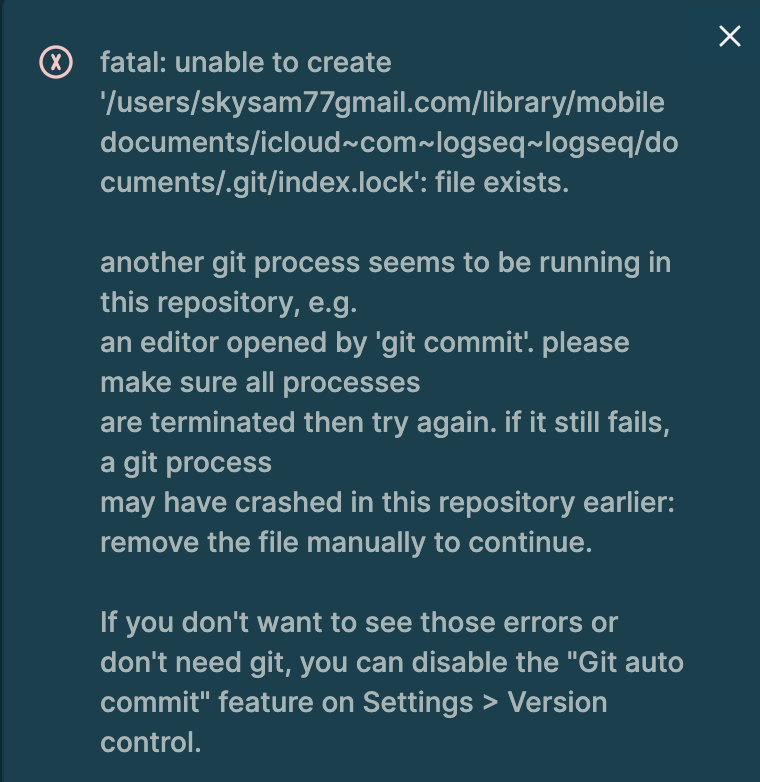 fatal: unable to create
'/users/skysam77gmail.com/library/mobile
documents/icloud~com~logseq~logseq/do
cuments/.git/index.lock': file exists.
another git process seems to be running in
this repository, e.g.
an editor opened by 'git commit'. please
make sure all processes
are terminated then try again. if it still fails,
a git process
may have crashed in this repository earlier:
remove the file manually to continue.
If you don't want to see those errors or
don't need git, you can disable the "Git auto
commit" feature on Settings > Version
control.